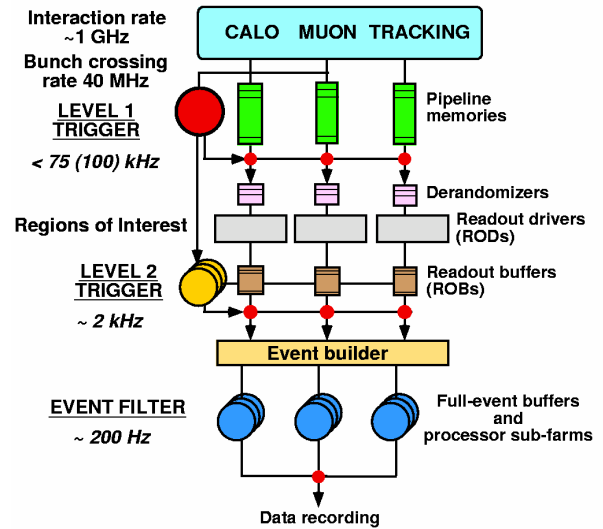 Interaction rate
~1 GHz
CALO MUON TRACKING
Bunch crossing
rate 40 MHz
LEVEL 1
TRIGGER
Pipeline
memories
< 75 (100) kHz
Derandomizers
Regions of Interest
Readout drivers
(RODs)
LEVEL 2
TRIGGER
Readout buffers
(ROBs)
~ 2 kHz
Event builder
EVENT FILTER
~ 200 Hz
Full-event buffers
and
processor sub-farms
Data recording